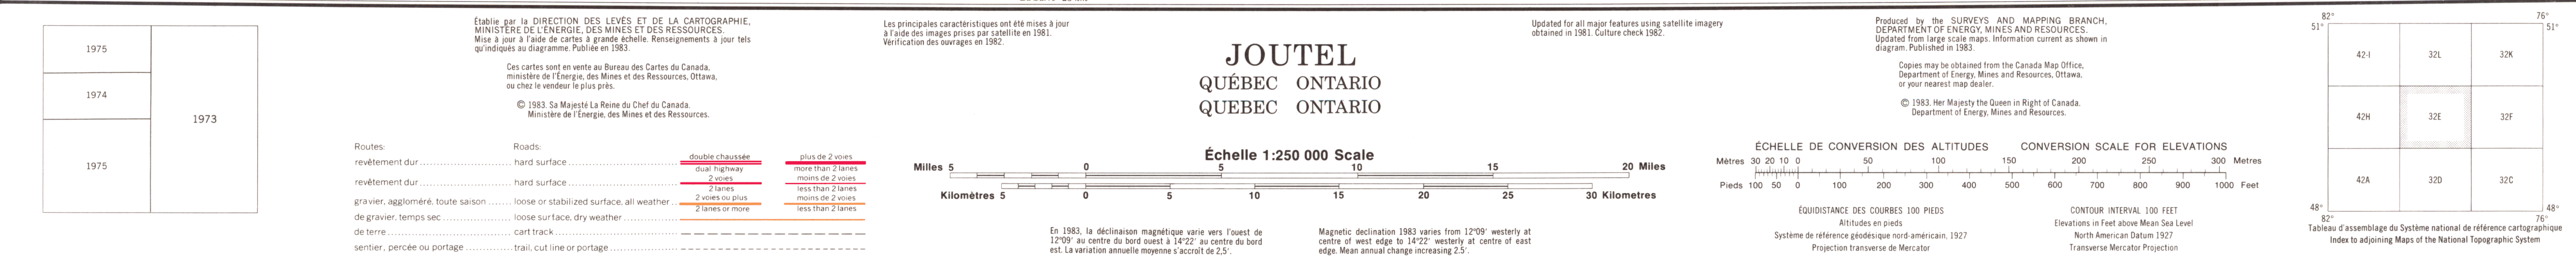 1975
1974
1975
1973
Établie par la DIRECTION DES LEVÉS ET DE LA CARTOGRAPHIE,
MINISTÈRE DE L'ÉNERGIE, DES MINES ET DES RESSOURCES.
Mise à jour à l'aide de cartes à grande échelle. Renseignements à jour tels
qu'indiqués au diagramme. Publiée en 1983.
Ces cartes sont en vente au Bureau des Cartes du Canada,
ministère de l'Énergie, des Mines et des Ressources, Ottawa,
ou chez le vendeur le plus près.
© 1983. Sa Majesté La Reine du Chef du Canada.
Ministère de l'Énergie, des Mines et des Ressources.
Routes: Roads:
revêtement dur hard surface double chaussée plus de 2 voies
dual highway more than 2 lanes
revêtement dur hard surface 2 voies moins de 2 voies
2 lanes less than 2 lanes
gravier, aggloméré, toute saison loose or stabilized surface, all weather 2 voies ou plus moins de 2 voies
2 lanes or more less than 2 lanes
de gravier, temps sec loose surface, dry weather
de terre cart track
sentier, percée ou portage trail, cut line or portage
Les principales caractéristiques ont été mises à jour
à l'aide des images prises par satellite en 1981.
Vérification des ouvrages en 1982.
JOUTEL
QUÉBEC ONTARIO
QUEBEC ONTARIO
Échelle 1:250 000 Scale
Milles 5 0 5 10 15 20 Miles
Kilomètres 5 0 5 10 15 20 25 30 Kilometres
En 1983, la déclinaison magnétique varie vers l'ouest de
12°09' au centre du bord ouest à 14°22' au centre du bord
est. La variation annuelle moyenne s'accroît de 2,5'.
Magnetic declination 1983 varies from 12°09' westerly at
centre of west edge to 14°22' westerly at centre of east
edge. Mean annual change increasing 2.5'.
Updated for all major features using satellite imagery
obtained in 1981. Culture check 1982.
Produced by the SURVEYS AND MAPPING BRANCH,
DEPARTMENT OF ENERGY, MINES AND RESOURCES.
Updated from large scale maps. Information current as shown in
diagram. Published in 1983.
Copies may be obtained from the Canada Map Office,
Department of Energy, Mines and Resources, Ottawa,
or your nearest map dealer.
© 1983. Her Majesty the Queen in Right of Canada.
Department of Energy, Mines and Resources.
ÉCHELLE DE CONVERSION DES ALTITUDES CONVERSION SCALE FOR ELEVATIONS
Mètres 30 20 10 0 50 100 150 200 250 300 Metres
Pieds 100 50 0 100 200 300 400 500 600 700 800 900 1000 Feet
ÉQUIDISTANCE DES COURBES 100 PIEDS
Altitudes en pieds
Système de référence géodésique nord-américain, 1927
Projection transverse de Mercator
CONTOUR INTERVAL 100 FEET
Elevations in Feet above Mean Sea Level
North American Datum 1927
Transverse Mercator Projection
82° 76°
51° 51°
42-I 32L 32K
42H 32E 32F
42A 32D 32C
48° 48°
82° 76°
Tableau d'assemblage du Système national de référence cartographique
Index to adjoining Maps of the National Topographic System